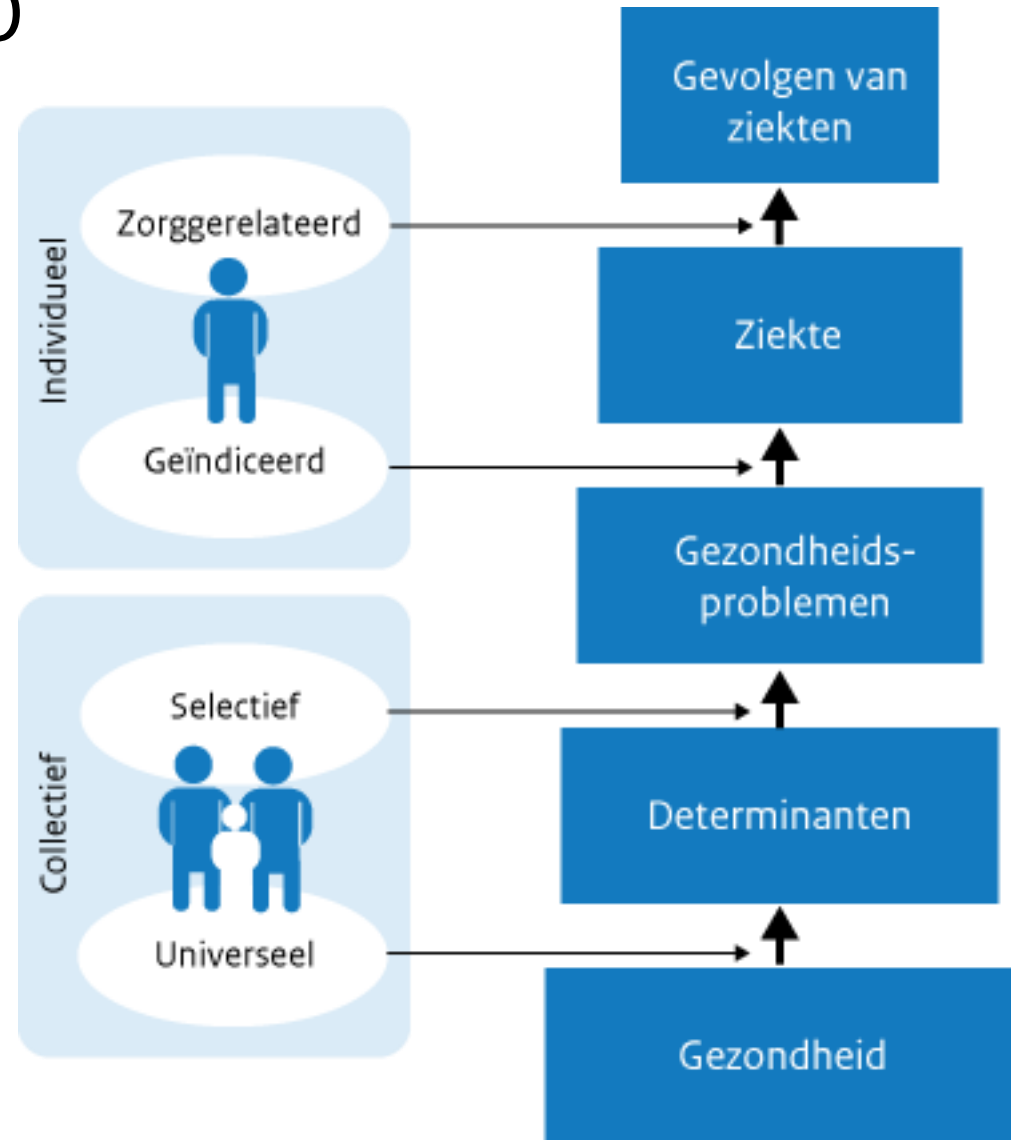 Gevolgen van
ziekten
Individueel
Zorggerelateerd
Ziekte
Geïndiceerd
Gezondheids-
problemen
Collectief
Selectief
Determinanten
Universeel
Gezondheid